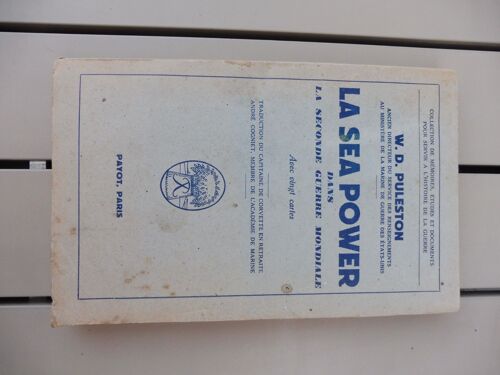 COLLECTION DE MÉMOIRES, ÉTUDES ET DOCUMENTS
POUR SERVIR A L'HISTOIRE DE LA GUERRE
W. D. PULESTON
ANCIEN DIRECTEUR DU SERVICE DES RENSEIGNEMENTS
AU MINISTÈRE DE LA MARINE DE GUERRE DES ÉTATS-UNIS
LA SEA POWER
DANS
LA SECONDE GUERRE MONDIALE
Avec vingt cartes
TRADUCTION DU CAPITAINE DE CORVETTE EN RETRAITE
ANDRÉ COGNIET, MEMBRE DE L'ACADÉMIE DE MARINE
PAYOT, PARIS